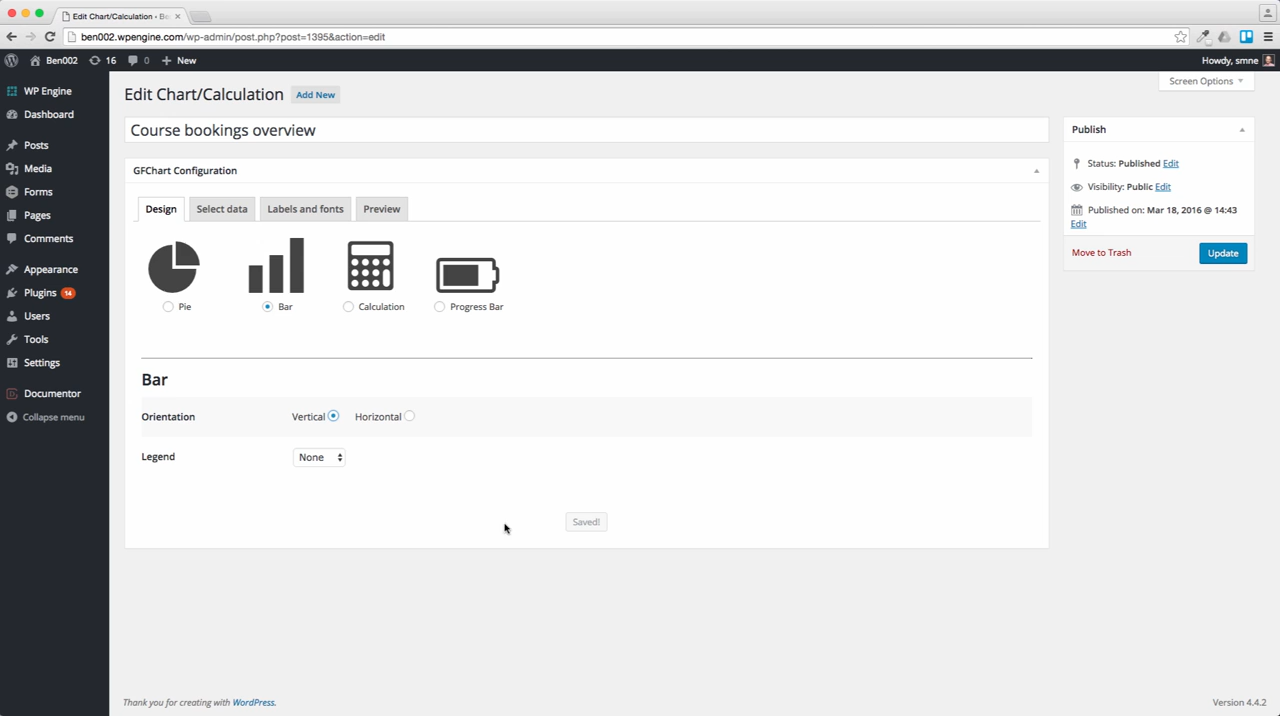 Edit Chart/Calculation ‹ Be
ben002.wpengine.com/wp-admin/post.php?post=1395&action=edit
Ben002 16 0 New Howdy, smne
WP Engine
Dashboard
Posts
Media
Forms
Pages
Comments
Appearance
Plugins 14
Users
Tools
Settings
Documentor
Collapse menu
Edit Chart/Calculation Add New
Screen Options
Course bookings overview
GFChart Configuration
Design Select data Labels and fonts Preview
Pie Bar Calculation Progress Bar
Bar
Orientation Vertical Horizontal
Legend None
Saved!
Publish
Status: Published Edit
Visibility: Public Edit
Published on: Mar 18, 2016 @ 14:43
Edit
Move to Trash Update
Thank you for creating with WordPress. Version 4.4.2